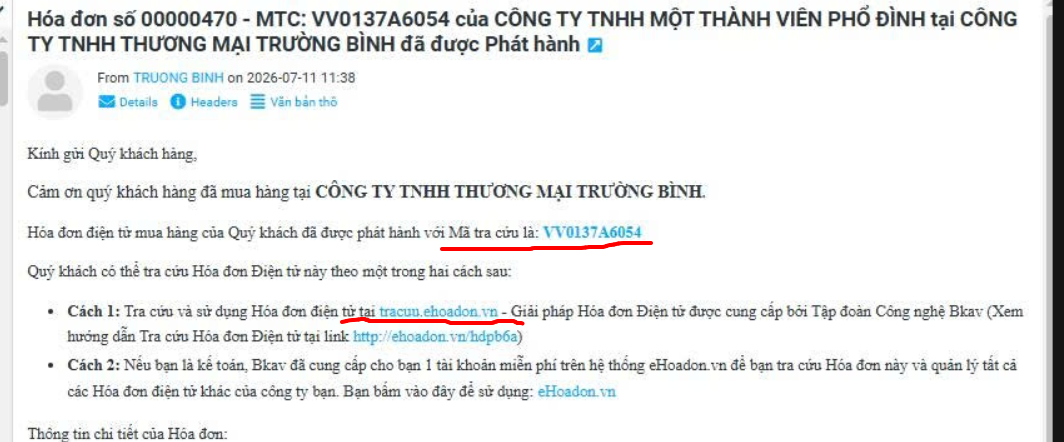 Hóa đơn số 00000470 - MTC: VV0137A6054 của CÔNG TY TNHH MỘT THÀNH VIÊN PHỔ ĐÌNH tại CÔNG
TY TNHH THƯƠNG MẠI TRƯỜNG BÌNH đã được Phát hành
From TRUONG BINH on 2026-07-11 11:38
Details Headers Văn bản thô
Kính gửi Quý khách hàng,
Cảm ơn quý khách hàng đã mua hàng tại CÔNG TY TNHH THƯƠNG MẠI TRƯỜNG BÌNH.
Hóa đơn điện tử mua hàng của Quý khách đã được phát hành với Mã tra cứu là: VV0137A6054
Quý khách có thể tra cứu Hóa đơn Điện tử này theo một trong hai cách sau:
• Cách 1: Tra cứu và sử dụng Hóa đơn điện tử tại tracuu.ehoadon.vn - Giải pháp Hóa đơn Điện tử được cung cấp bởi Tập đoàn Công nghệ Bkav (Xem
hướng dẫn Tra cứu Hóa đơn Điện tử tại link http://ehoadon.vn/hdpb6a)
• Cách 2: Nếu bạn là kế toán, Bkav đã cung cấp cho bạn 1 tài khoản miễn phí trên hệ thống eHoadon.vn để bạn tra cứu Hóa đơn này và quản lý tất cả
các Hóa đơn điện tử khác của công ty bạn. Bạn bấm vào đây để sử dụng: eHoadon.vn
Thông tin chi tiết của Hóa đơn: